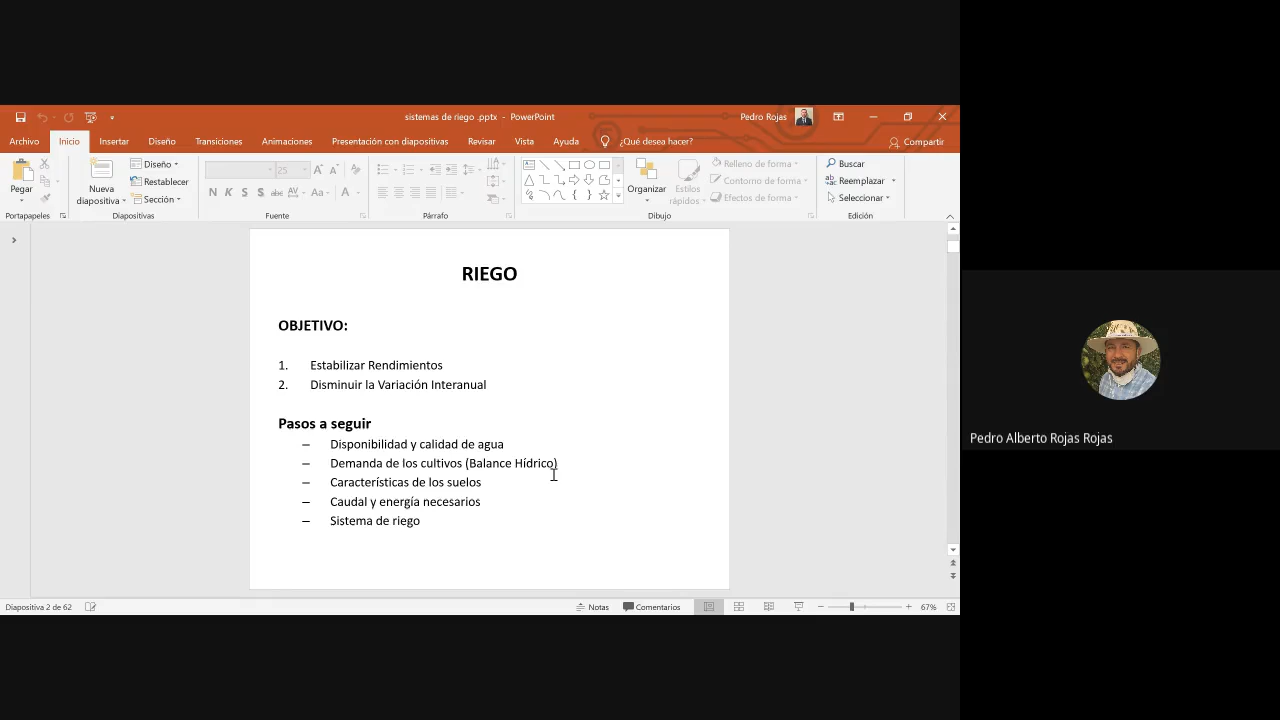 sistemas de riego .pptx - PowerPoint
Pedro Rojas
Archivo Inicio Insertar Diseño Transiciones Animaciones Presentación con diapositivas Revisar Vista Ayuda ¿Qué desea hacer? Compartir
Pegar
Nueva diapositiva
Diseño
Restablecer
Sección
25
N K S S abc AV Aa A
Organizar
Estilos rápidos
Relleno de forma
Contorno de forma
Efectos de forma
Buscar
Reemplazar
Seleccionar
Portapapeles Diapositivas Fuente Párrafo Dibujo Edición
RIEGO
OBJETIVO:
1. Estabilizar Rendimientos
2. Disminuir la Variación Interanual
Pasos a seguir
– Disponibilidad y calidad de agua
– Demanda de los cultivos (Balance Hídrico)
– Características de los suelos
– Caudal y energía necesarios
– Sistema de riego
Diapositiva 2 de 62 Notas Comentarios 67%
Pedro Alberto Rojas Rojas